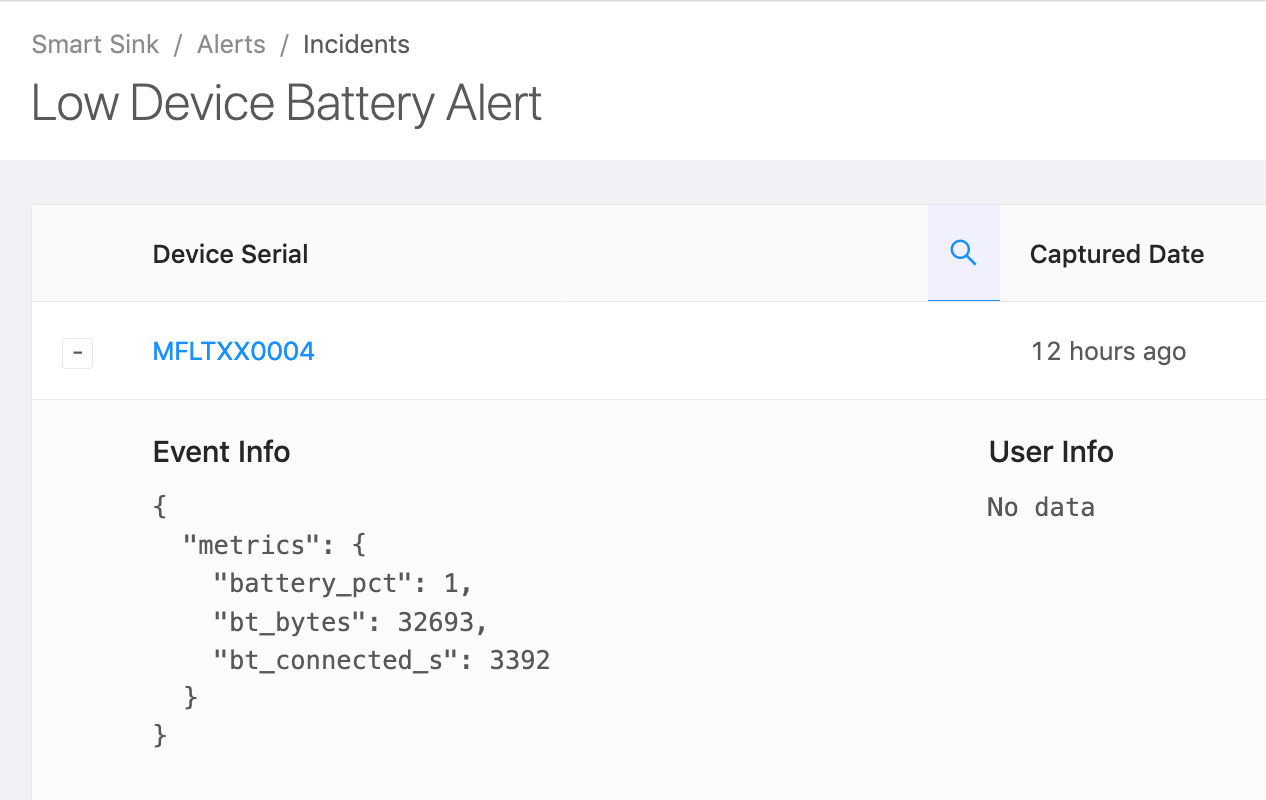 Smart Sink / Alerts / Incidents
Low Device Battery Alert
Device Serial Captured Date
- MFLTXX0004 12 hours ago
Event Info User Info
{ No data
"metrics": {
"battery_pct": 1,
"bt_bytes": 32693,
"bt_connected_s": 3392
}
}